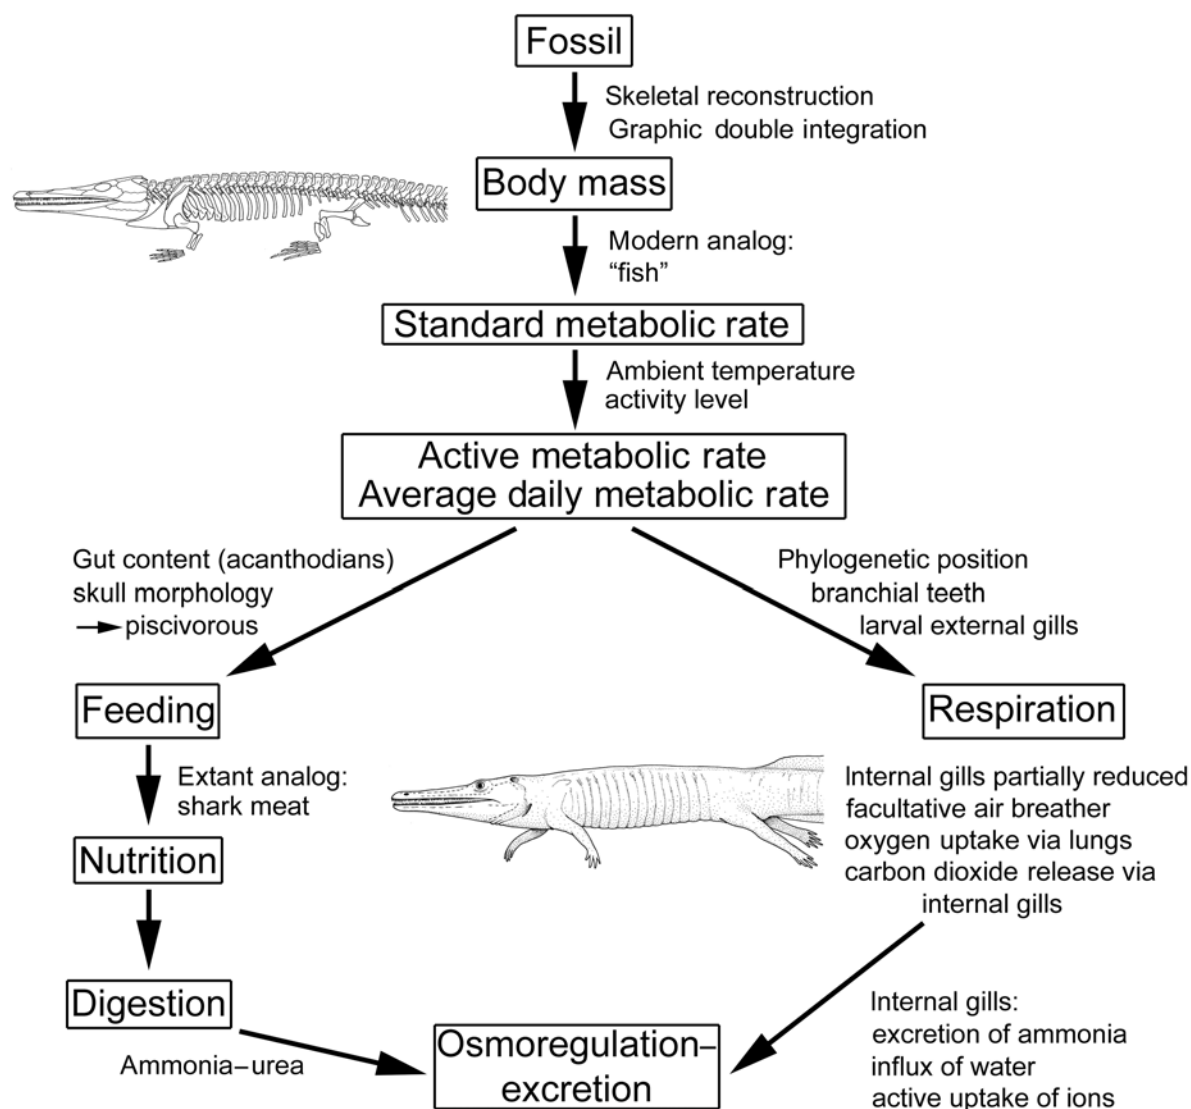 Fossil
Skeletal reconstruction
Graphic double integration
Body mass
Modern analog:
“fish”
Standard metabolic rate
Ambient temperature
activity level
Active metabolic rate
Average daily metabolic rate
Gut content (acanthodians)
skull morphology
piscivorous
Phylogenetic position
branchial teeth
larval external gills
Feeding
Respiration
Extant analog:
shark meat
Internal gills partially reduced
facultative air breather
oxygen uptake via lungs
carbon dioxide release via
internal gills
Nutrition
Digestion
Ammonia–urea
Osmoregulation–
excretion
Internal gills:
excretion of ammonia
influx of water
active uptake of ions